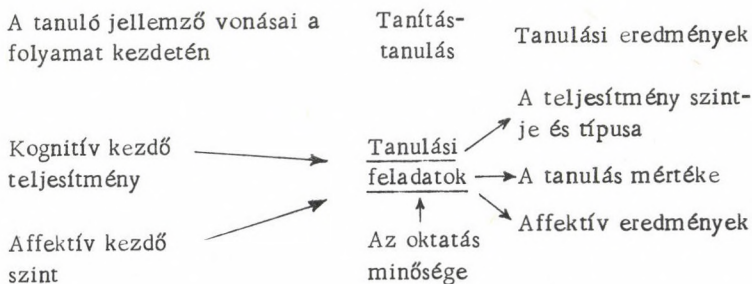 A tanuló jellemző vonásai a
folyamat kezdetén
Tanítás-
tanulás
Tanulási eredmények
Kognitív kezdő
teljesítmény
Affektív kezdő
szint
Tanulási
feladatok
Az oktatás
minősége
A teljesítmény szint-
je és típusa
A tanulás mértéke
Affektív eredmények